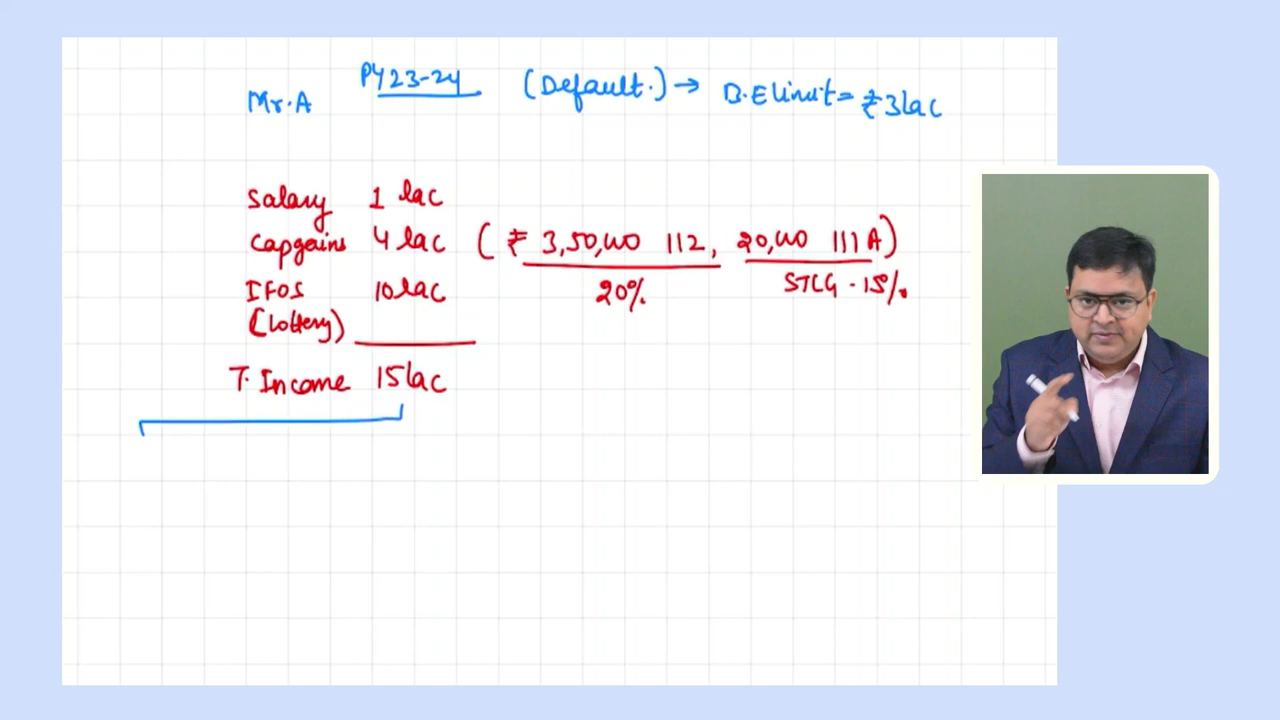 Mr. A PY 23-24 (Default.) → B.E limit = ₹ 3 lac
Salary 1 lac
Capgains 4 lac ( ₹ 3,50,000 112, 20,000 111A)
20% STCG - 15%
IFOS 10 lac
(Lottery)
T. Income 15 lac